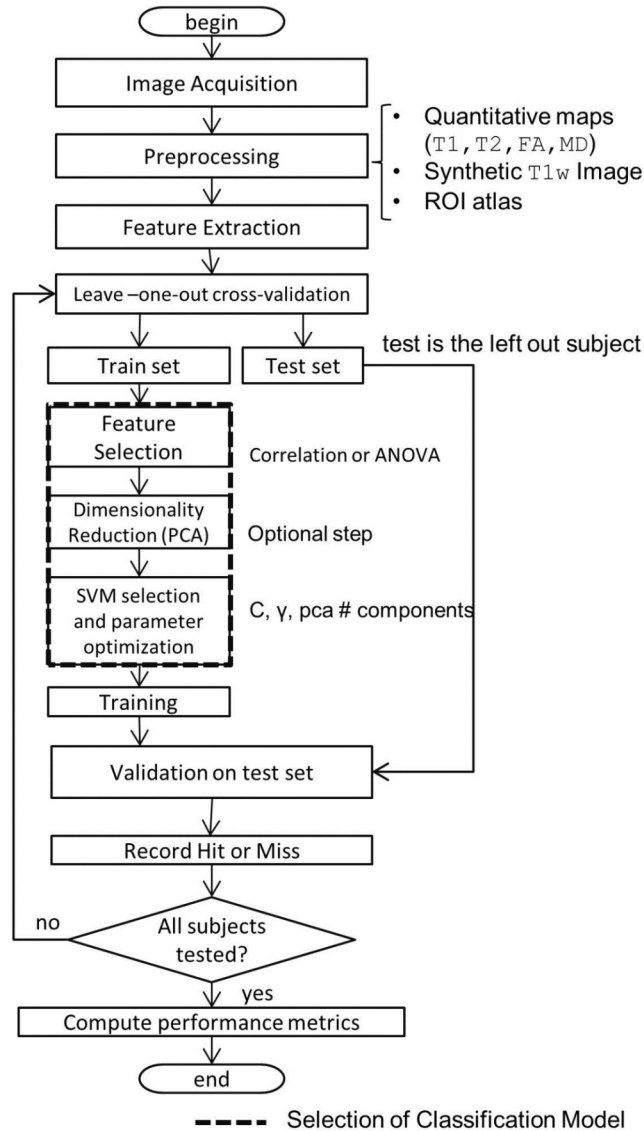 begin
Image Acquisition
Preprocessing
• Quantitative maps
(T1,T2,FA,MD)
• Synthetic T1w Image
• ROI atlas
Feature Extraction
Leave –one-out cross-validation
Train set
Test set
test is the left out subject
Feature
Selection
Correlation or ANOVA
Dimensionality
Reduction (PCA)
Optional step
SVM selection
and parameter
optimization
C, γ, pca # components
Training
Validation on test set
Record Hit or Miss
no
All subjects
tested?
yes
Compute performance metrics
end
Selection of Classification Model